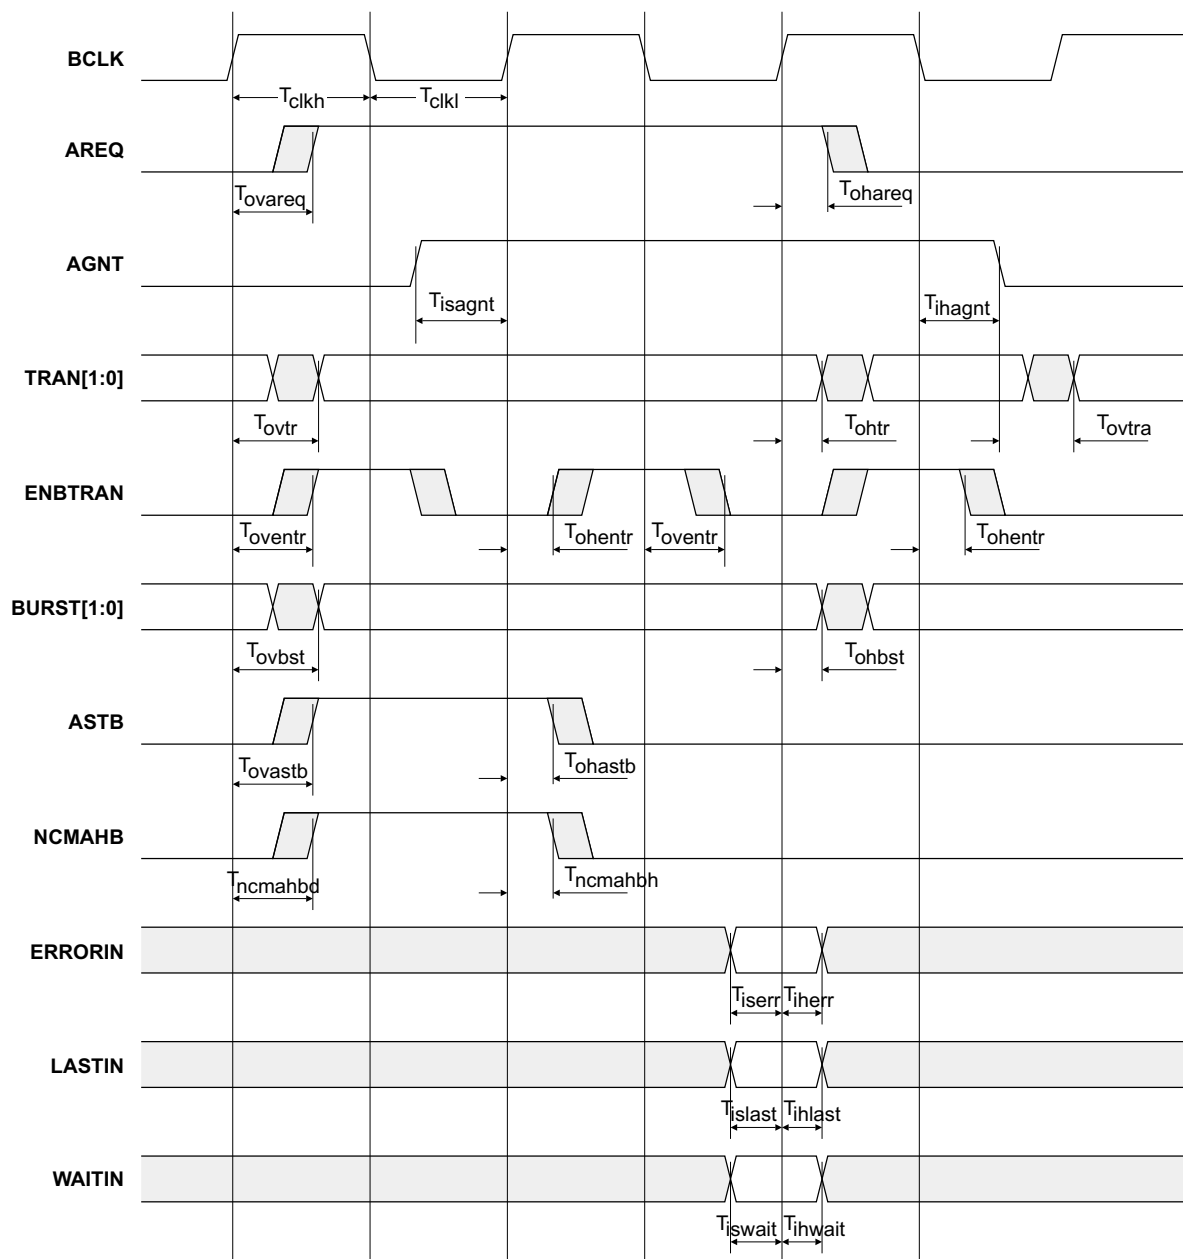 BCLK
Tclkh Tclkl
AREQ
Tovareq Tohareq
AGNT
Tisagnt Tihagnt
TRAN[1:0]
Tovtr Tohtr Tovtra
ENBTRAN
Toventr Tohentr Toventr Tohentr
BURST[1:0]
Tovbst Tohbst
ASTB
Tovastb Tohastb
NCMAHB
Tncmahbd Tncmahbh
ERRORIN
Tiserr Tiherr
LASTIN
Tislast Tihlast
WAITIN
Tiswait Tihwait